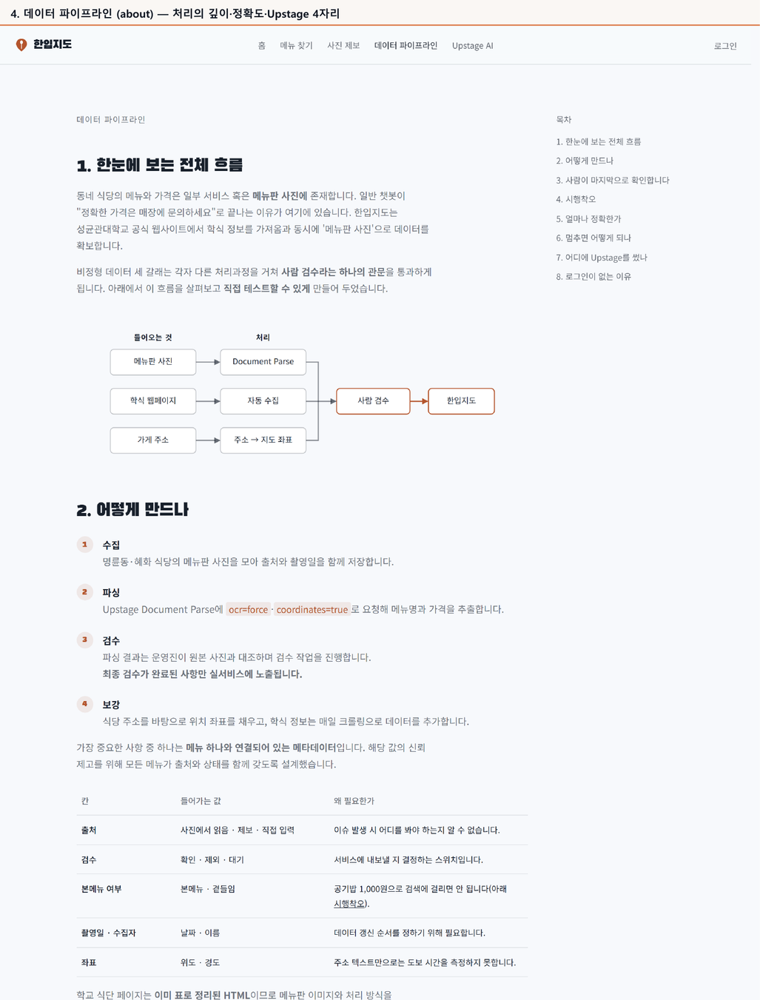 4. 데이터 파이프라인 (about) — 처리의 깊이·정확도·Upstage 4자리
한입지도
홈 메뉴 찾기 사진 제보 데이터 파이프라인 Upstage AI
로그인
데이터 파이프라인
1. 한눈에 보는 전체 흐름
동네 식당의 메뉴와 가격은 일부 서비스 혹은 메뉴판 사진에 존재합니다. 일반 챗봇이
"정확한 가격은 매장에 문의하세요"로 끝나는 이유가 여기에 있습니다. 한입지도는
성균관대학교 공식 웹사이트에서 학식 정보를 가져옴과 동시에 '메뉴판 사진'으로 데이터를
확보합니다.
비정형 데이터 세 갈래는 각자 다른 처리과정을 거쳐 사람 검수라는 하나의 관문을 통과하게
됩니다. 아래에서 이 흐름을 살펴보고 직접 테스트할 수 있게 만들어 두었습니다.
목차
1. 한눈에 보는 전체 흐름
2. 어떻게 만드나
3. 사람이 마지막으로 확인합니다
4. 시행착오
5. 얼마나 정확한가
6. 멈추면 어떻게 되나
7. 어디에 Upstage를 썼나
8. 로그인이 없는 이유
들어오는 것 처리
메뉴판 사진 Document Parse
학식 웹페이지 자동 수집 사람 검수 한입지도
가게 주소 주소 → 지도 좌표
2. 어떻게 만드나
1 수집
명륜동·혜화 식당의 메뉴판 사진을 모아 출처와 촬영일을 함께 저장합니다.
2 파싱
Upstage Document Parse에 ocr=force · coordinates=true 로 요청해 메뉴명과 가격을 추출합니다.
3 검수
파싱 결과는 운영진이 원본 사진과 대조하며 검수 작업을 진행합니다.
최종 검수가 완료된 사항만 실서비스에 노출됩니다.
4 보강
식당 주소를 바탕으로 위치 좌표를 채우고, 학식 정보는 매일 크롤링으로 데이터를 추가합니다.
가장 중요한 사항 중 하나는 메뉴 하나와 연결되어 있는 메타데이터입니다. 해당 값의 신뢰
제고를 위해 모든 메뉴가 출처와 상태를 함께 갖도록 설계했습니다.
칸 들어가는 값 왜 필요한가
출처 사진에서 읽음 · 제보 · 직접 입력 이슈 발생 시 어디를 봐야 하는지 알 수 없습니다.
검수 확인 · 제외 · 대기 서비스에 내보낼 지 결정하는 스위치입니다.
본메뉴 여부 본메뉴 · 곁들임 공기밥 1,000원으로 검색에 걸리면 안 됩니다(아래
시행착오).
촬영일 · 수집자 날짜 · 이름 데이터 갱신 순서를 정하기 위해 필요합니다.
좌표 위도 · 경도 주소 텍스트만으로는 도보 시간을 측정하지 못합니다.
학교 식단 페이지는 이미 표로 정리된 HTML이므로 메뉴판 이미지와 처리 방식을